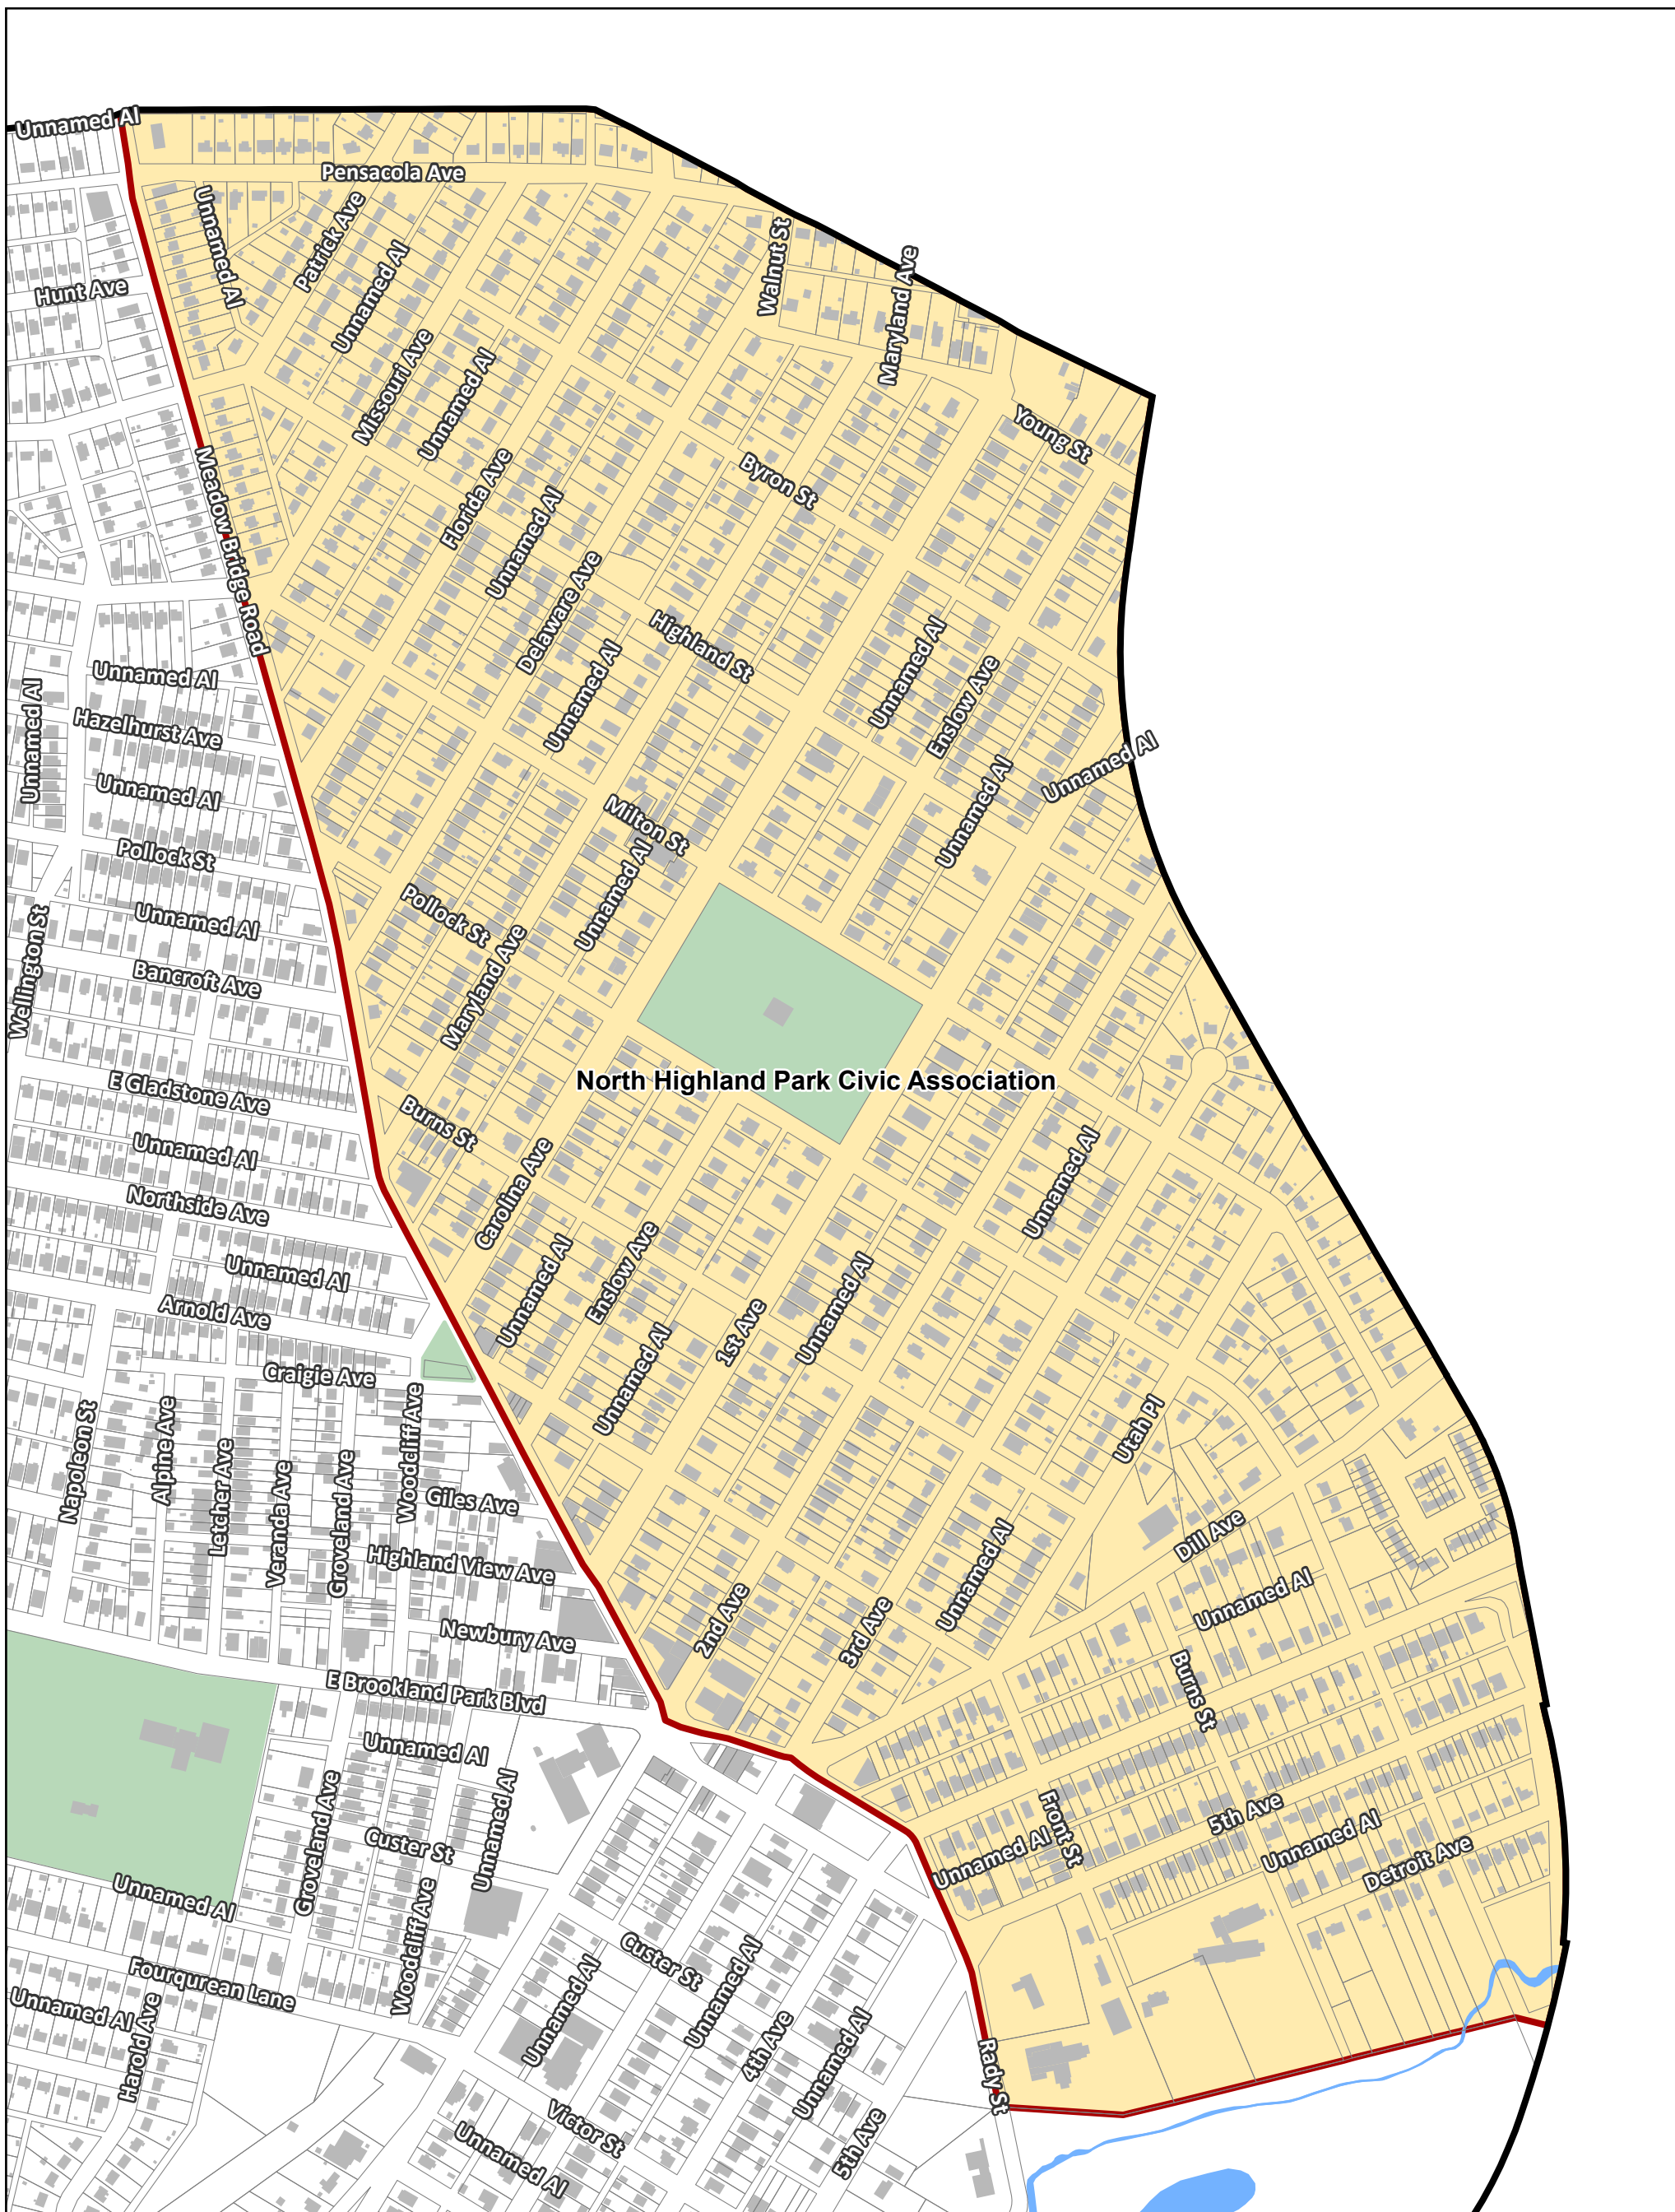 Unnamed Al
Pensacola Ave
Unnamed Al
Patrick Ave
Unnamed Al
Walnut St
Maryland Ave
Hunt Ave
Missouri Ave
Unnamed Al
Young St
Meadow Bridge Road
Florida Ave
Byron St
Unnamed Al
Delaware Ave
Highland St
Unnamed Al
Unnamed Al
Enslow Ave
Unnamed Al
Unnamed Al
Hazelhurst Ave
Unnamed Al
Unnamed Al
Unnamed Al
Milton St
Unnamed Al
Pollock St
Unnamed Al
Pollock St
Unnamed Al
Wellington St
Bancroft Ave
Maryland Ave
North Highland Park Civic Association
E Gladstone Ave
Burns St
Unnamed Al
Unnamed Al
Carolina Ave
Northside Ave
Unnamed Al
Unnamed Al
Enslow Ave
Unnamed Al
Arnold Ave
1st Ave
Craigie Ave
Unnamed Al
Napoleon St
Alpine Ave
Letcher Ave
Veranda Ave
Groveland Ave
Woodcliff Ave
Utah Pl
Giles Ave
Highland View Ave
Dill Ave
Unnamed Al
Unnamed Al
2nd Ave
3rd Ave
Newbury Ave
Burns St
E Brookland Park Blvd
Unnamed Al
Unnamed Al
Groveland Ave
Custer St
Front St
5th Ave
Unnamed Al
Unnamed Al
Detroit Ave
Unnamed Al
Woodcliff Ave
Custer St
Unnamed Al
Unnamed Al
Fourqurean Lane
Unnamed Al
Harold Ave
4th Ave
Unnamed Al
Rady St
Victor St
Unnamed Al
5th Ave